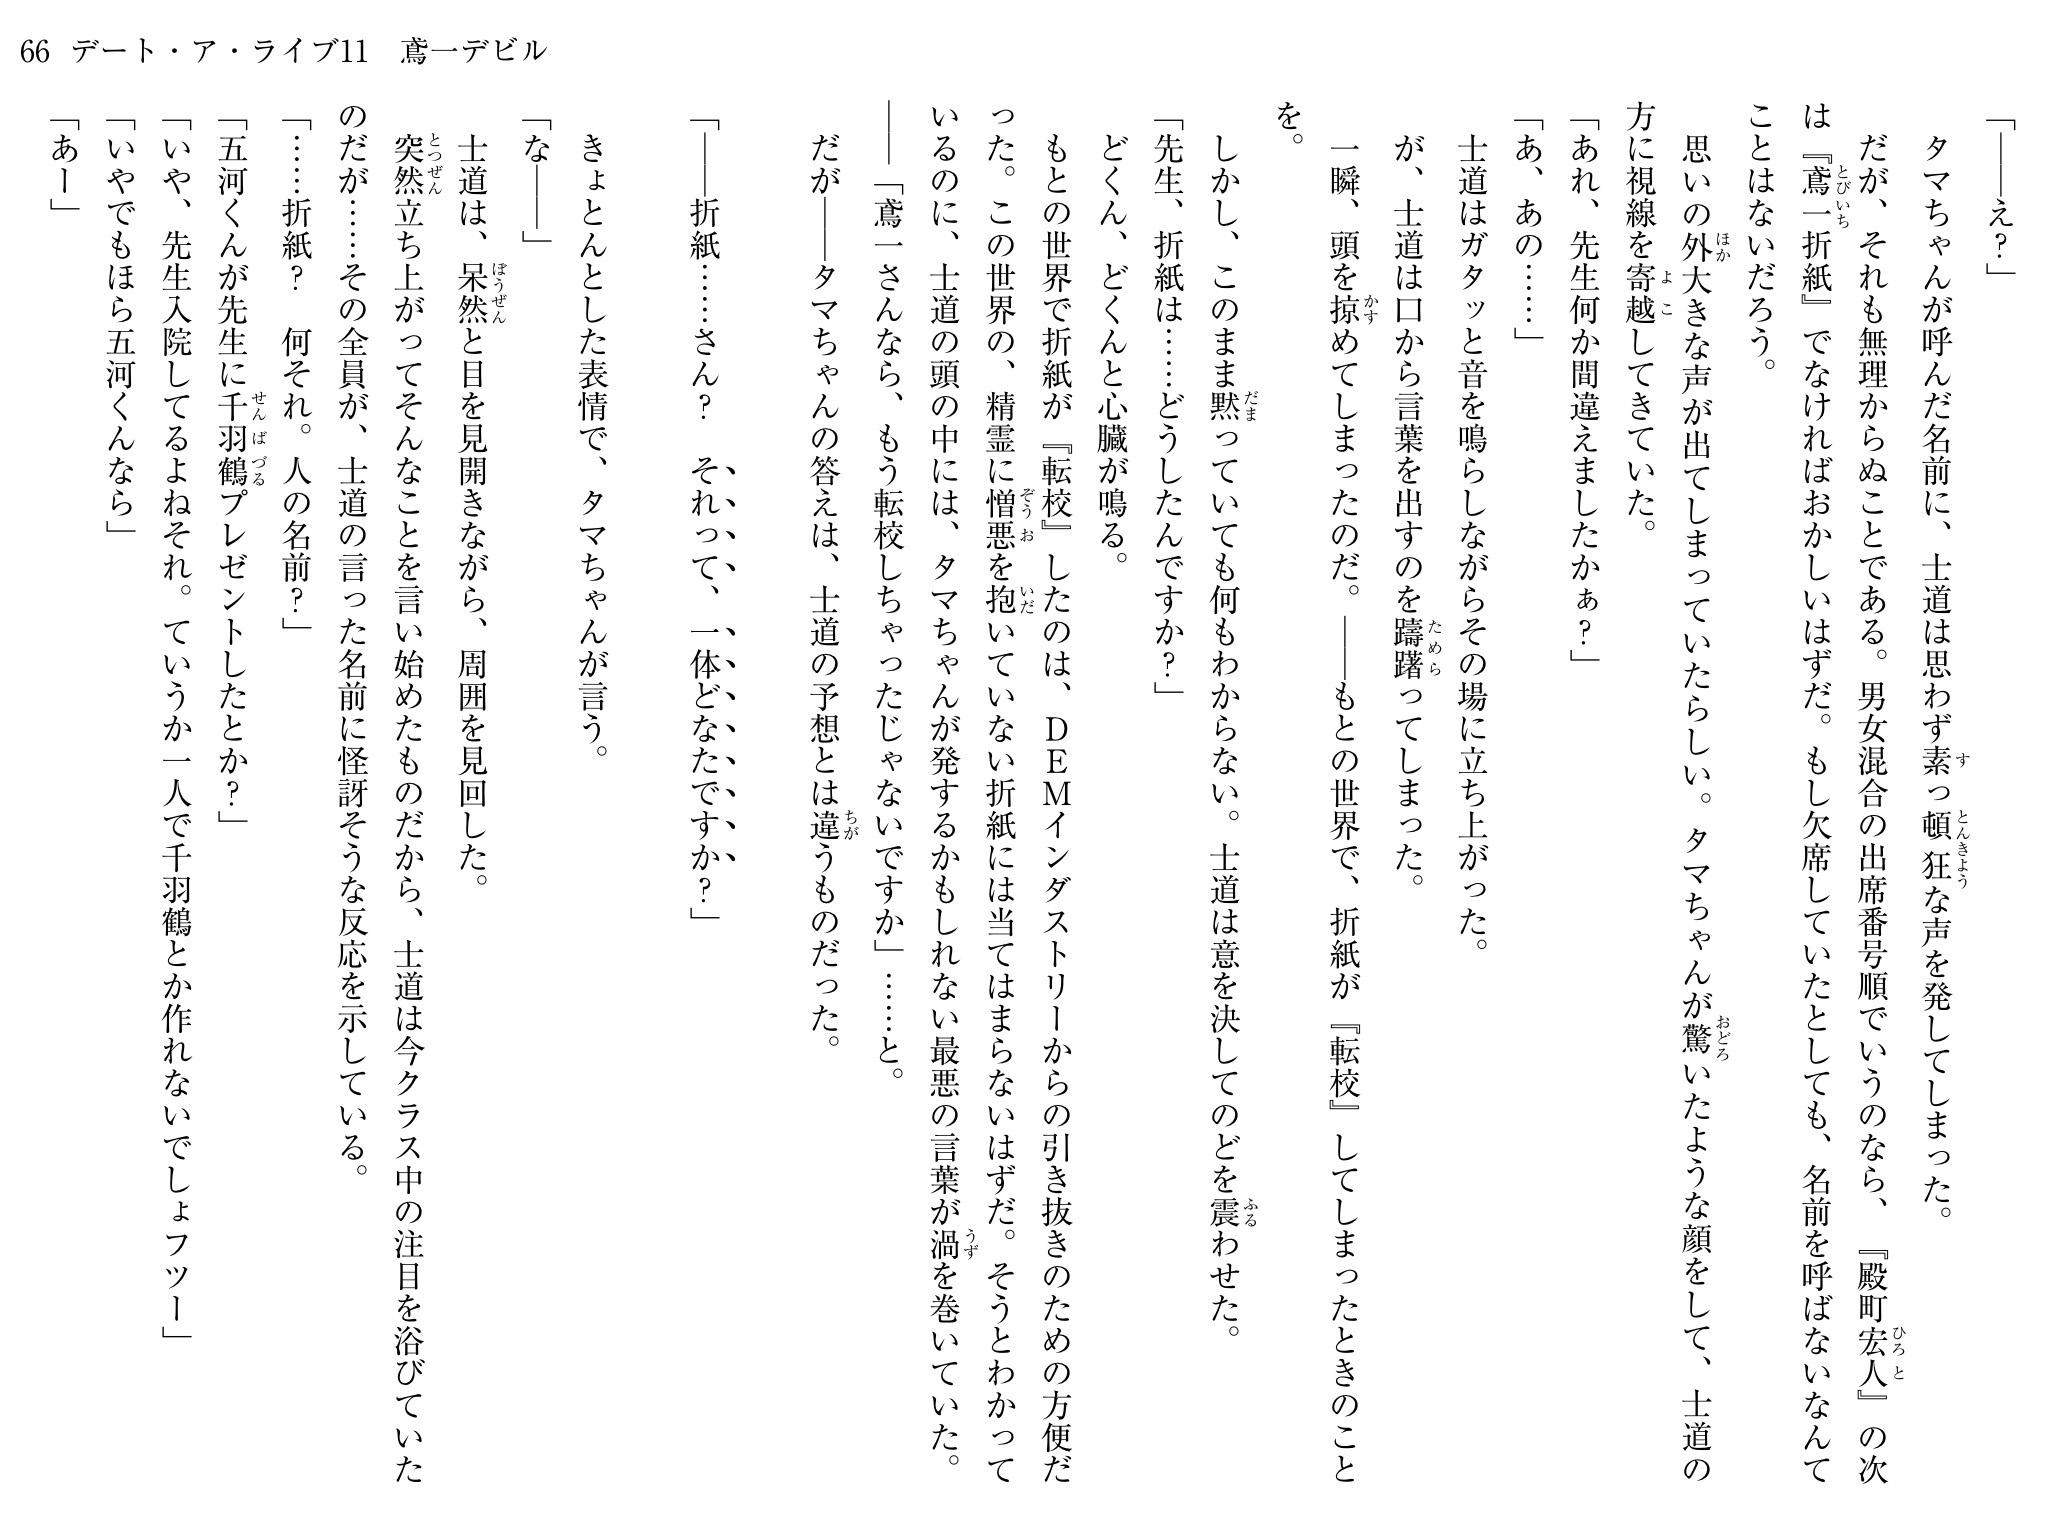 66 デート・ア・ライブ11　鳶一デビル
「――え？」
　タマちゃんが呼んだ名前に、士道は思わず素っ頓狂な声を発してしまった。
　だが、それも無理からぬことである。男女混合の出席番号順でいうのなら、『殿町宏人』の次
は『鳶一折紙』でなければおかしいはずだ。もし欠席していたとしても、名前を呼ばないなんて
ことはないだろう。
　思いの外大きな声が出てしまっていたらしい。タマちゃんが驚いたような顔をして、士道の
方に視線を寄越してきていた。
「あれ、先生何か間違えましたかぁ？」
「あ、あの……」
　士道はガタッと音を鳴らしながらその場に立ち上がった。
　が、士道は口から言葉を出すのを躊躇ってしまった。
　一瞬、頭を掠めてしまったのだ。――もとの世界で、折紙が『転校』してしまったときのこと
を。
　しかし、このまま黙っていても何もわからない。士道は意を決してのどを震わせた。
「先生、折紙は……どうしたんですか？」
　どくん、どくんと心臓が鳴る。
　もとの世界で折紙が『転校』したのは、ＤＥＭインダストリーからの引き抜きのための方便だ
った。この世界の、精霊に憎悪を抱いていない折紙には当てはまらないはずだ。そうとわかって
いるのに、士道の頭の中には、タマちゃんが発するかもしれない最悪の言葉が渦を巻いていた。
――「鳶一さんなら、もう転校しちゃったじゃないですか」……と。
　だが――タマちゃんの答えは、士道の予想とは違うものだった。
「――折紙……さん？　それって、一体どなたですか？」
　きょとんとした表情で、タマちゃんが言う。
「な――」
　士道は、呆然と目を見開きながら、周囲を見回した。
　突然立ち上がってそんなことを言い始めたものだから、士道は今クラス中の注目を浴びていた
のだが……その全員が、士道の言った名前に怪訝そうな反応を示している。
「……折紙？　何それ。人の名前？」
「五河くんが先生に千羽鶴プレゼントしたとか？」
「いや、先生入院してるよねそれ。ていうか一人で千羽鶴とか作れないでしょフツー」
「いやでもほら五河くんなら」
「あー」